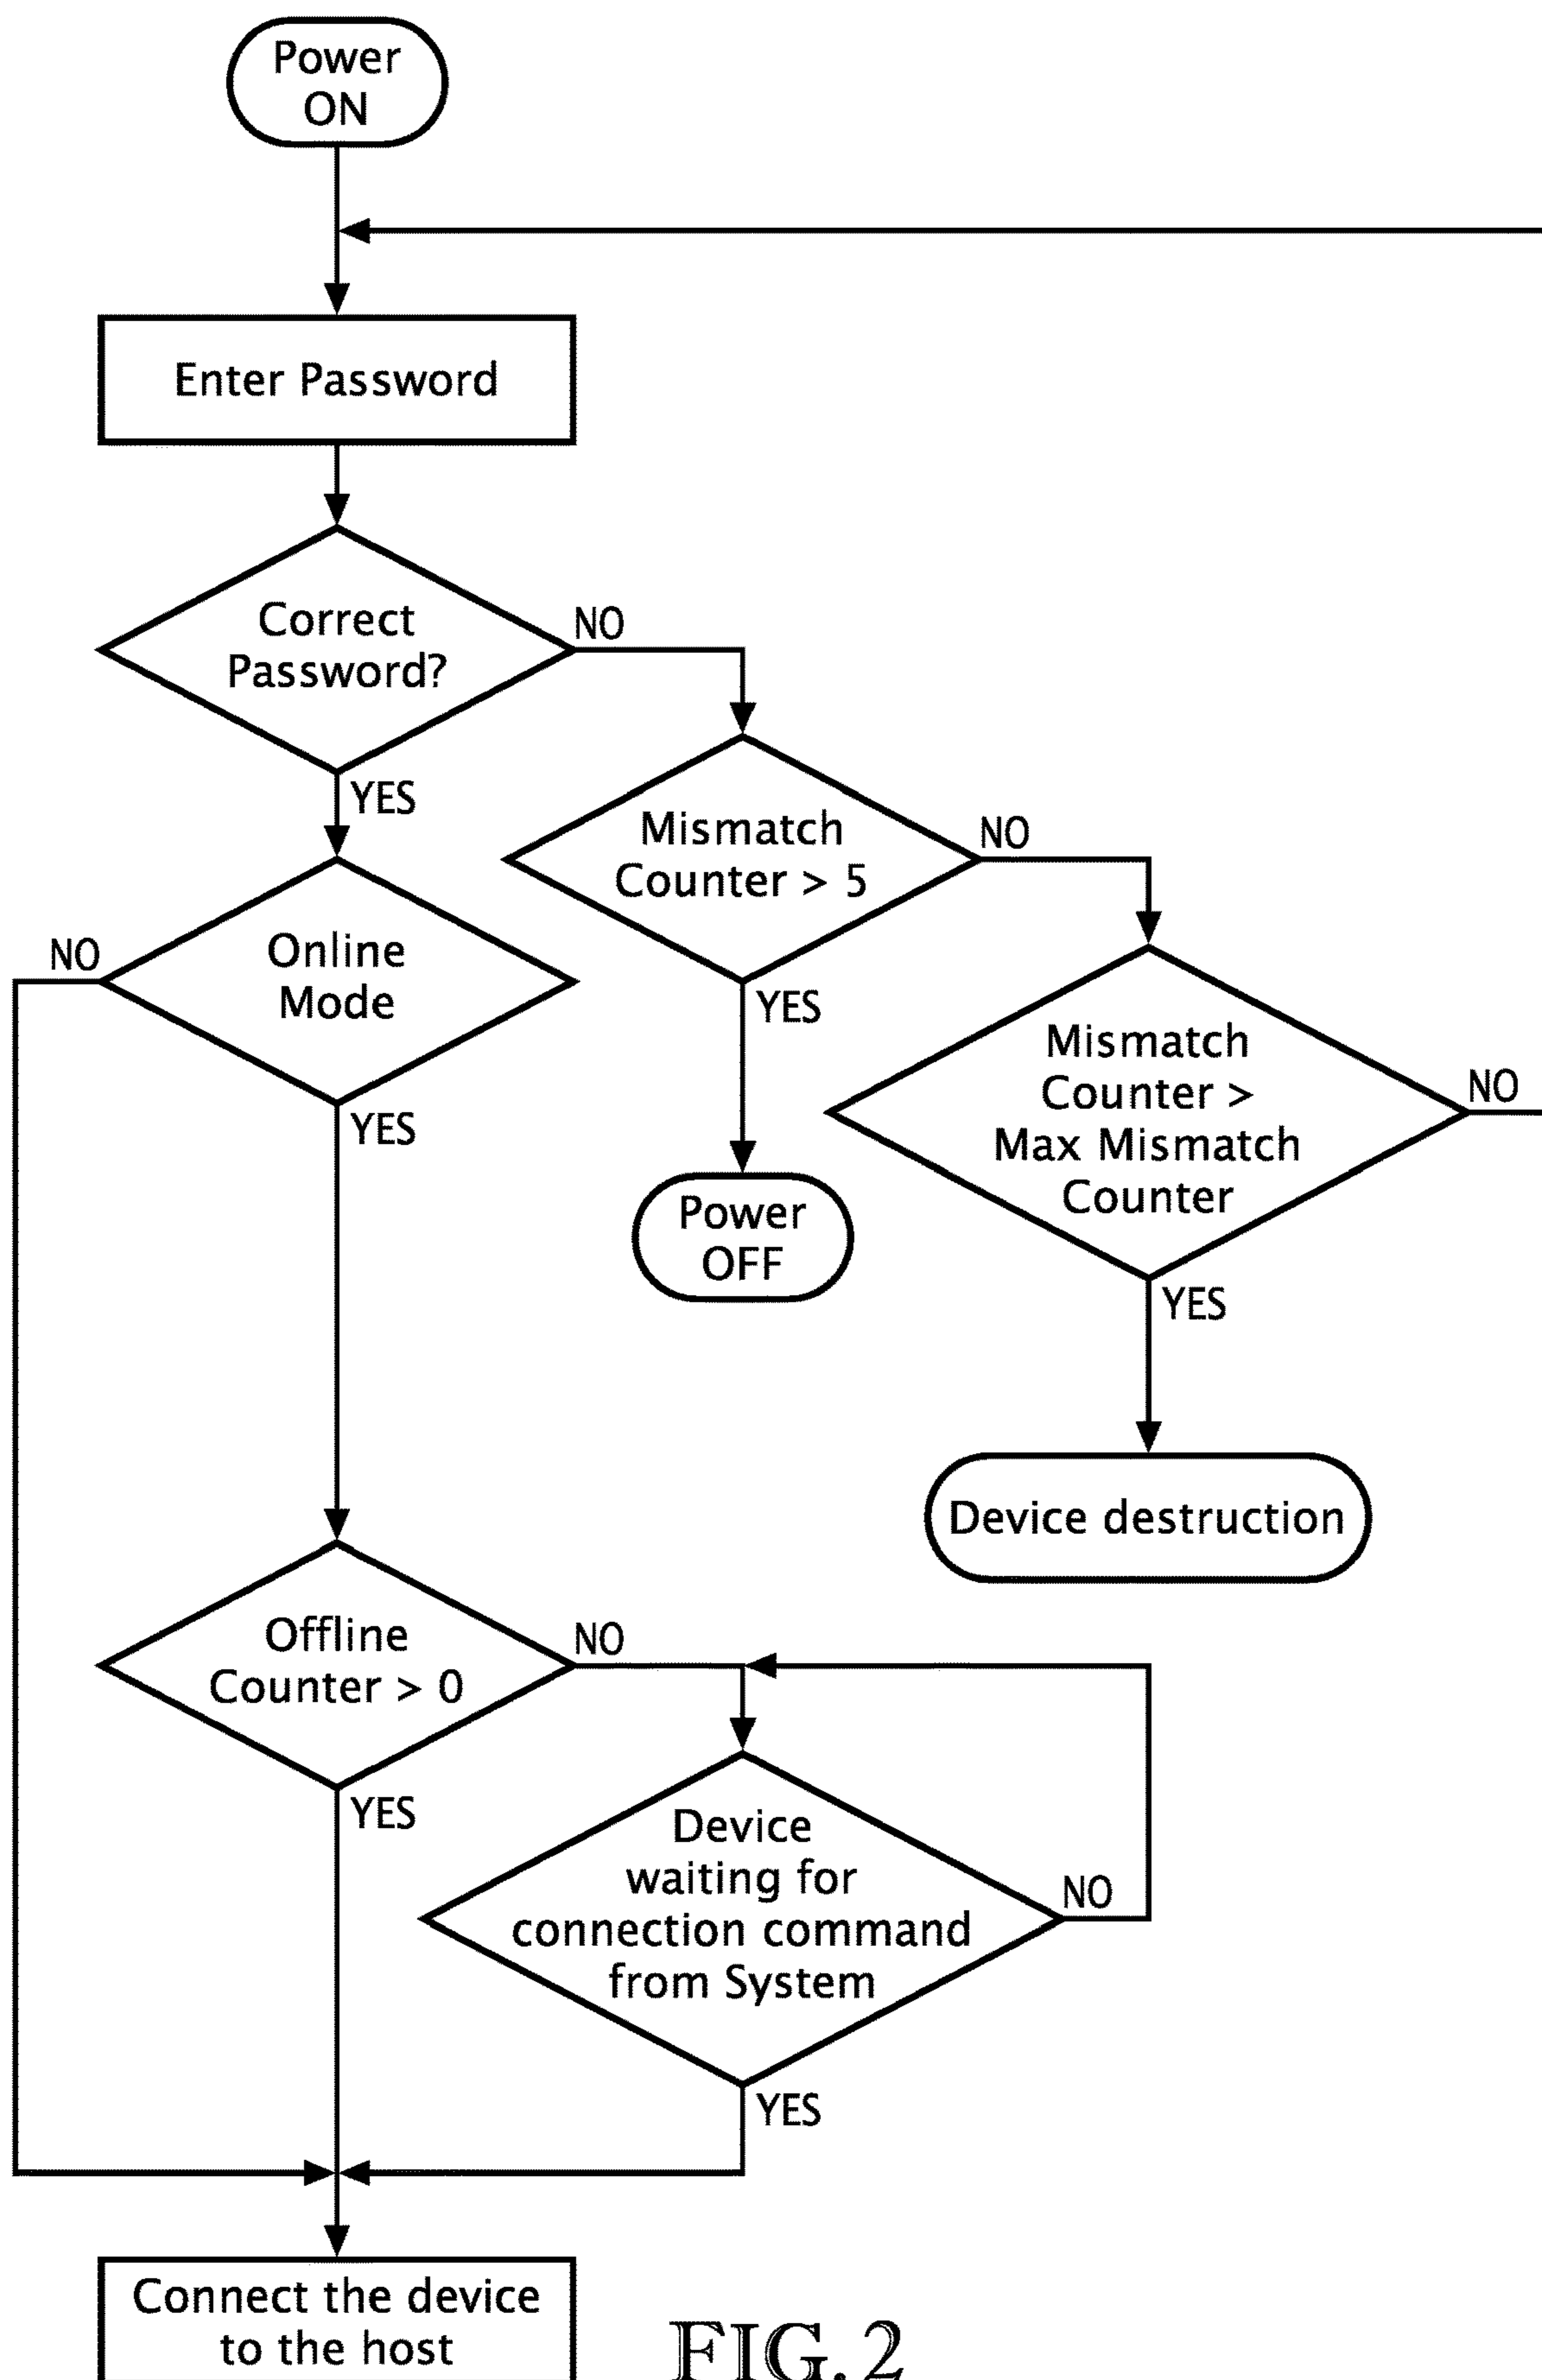 Power
ON
Enter Password
Correct
Password?
NO
YES
Mismatch
Counter > 5
NO
YES
Online
Mode
NO
YES
Mismatch
Counter >
Max Mismatch
Counter
NO
YES
Power
OFF
Device destruction
Offline
Counter > 0
NO
YES
Device
waiting for
connection command
from System
NO
YES
Connect the device
to the host
FIG.2